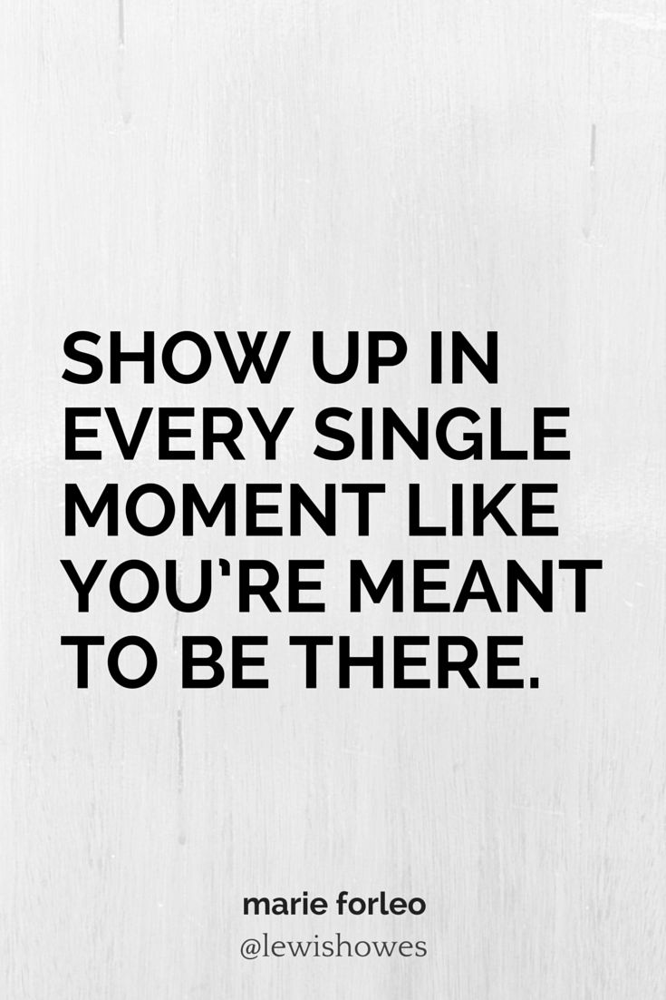 SHOW UP IN
EVERY SINGLE
MOMENT LIKE
YOU’RE MEANT
TO BE THERE.
marie forleo
@lewishowes